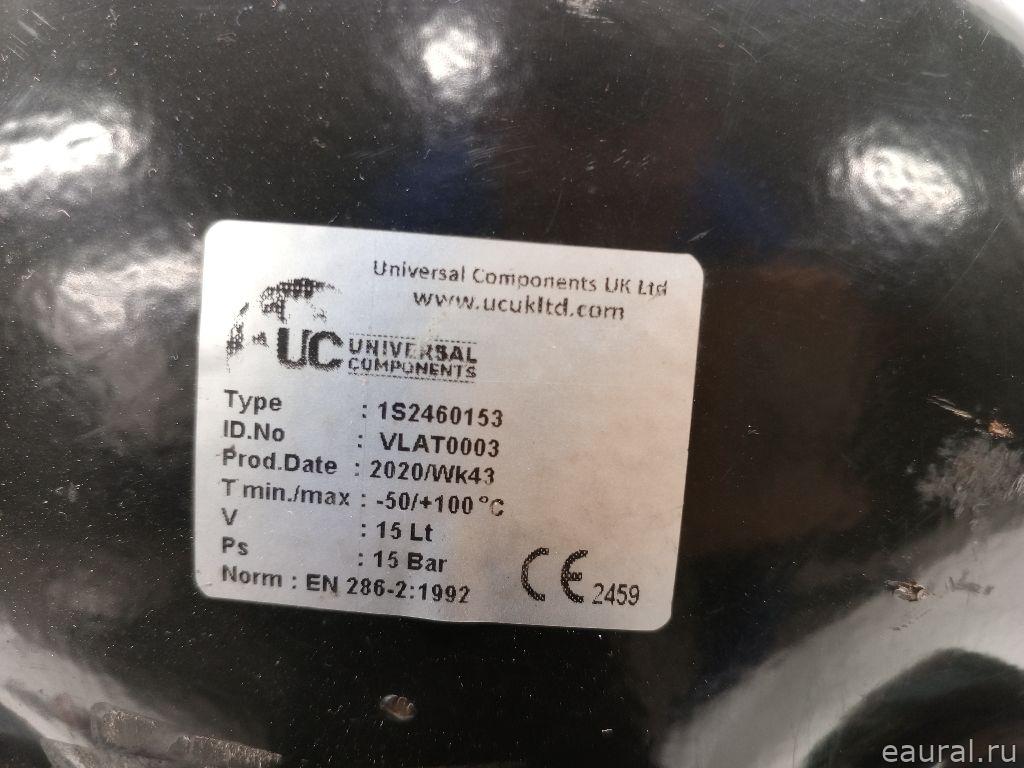 Universal Components UK Ltd
www.ucukltd.com
UC UNIVERSAL
COMPONENTS
Type : 1S2460153
ID.No : VLAT0003
Prod.Date : 2020/Wk43
T min./max : -50/+100 °C
V : 15 Lt
Ps : 15 Bar
Norm : EN 286-2:1992
CE 2459
eaural.ru